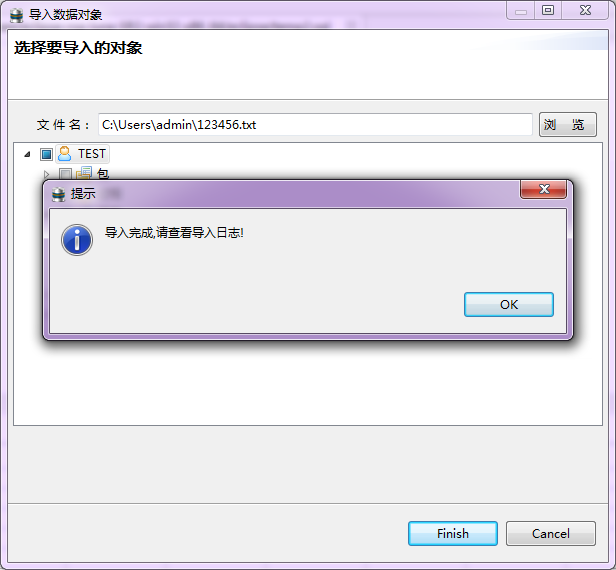 导入数据对象
选择要导入的对象
文件名： C:\Users\admin\123456.txt 浏 览
TEST
包
提示
导入完成,请查看导入日志!
OK
Finish Cancel